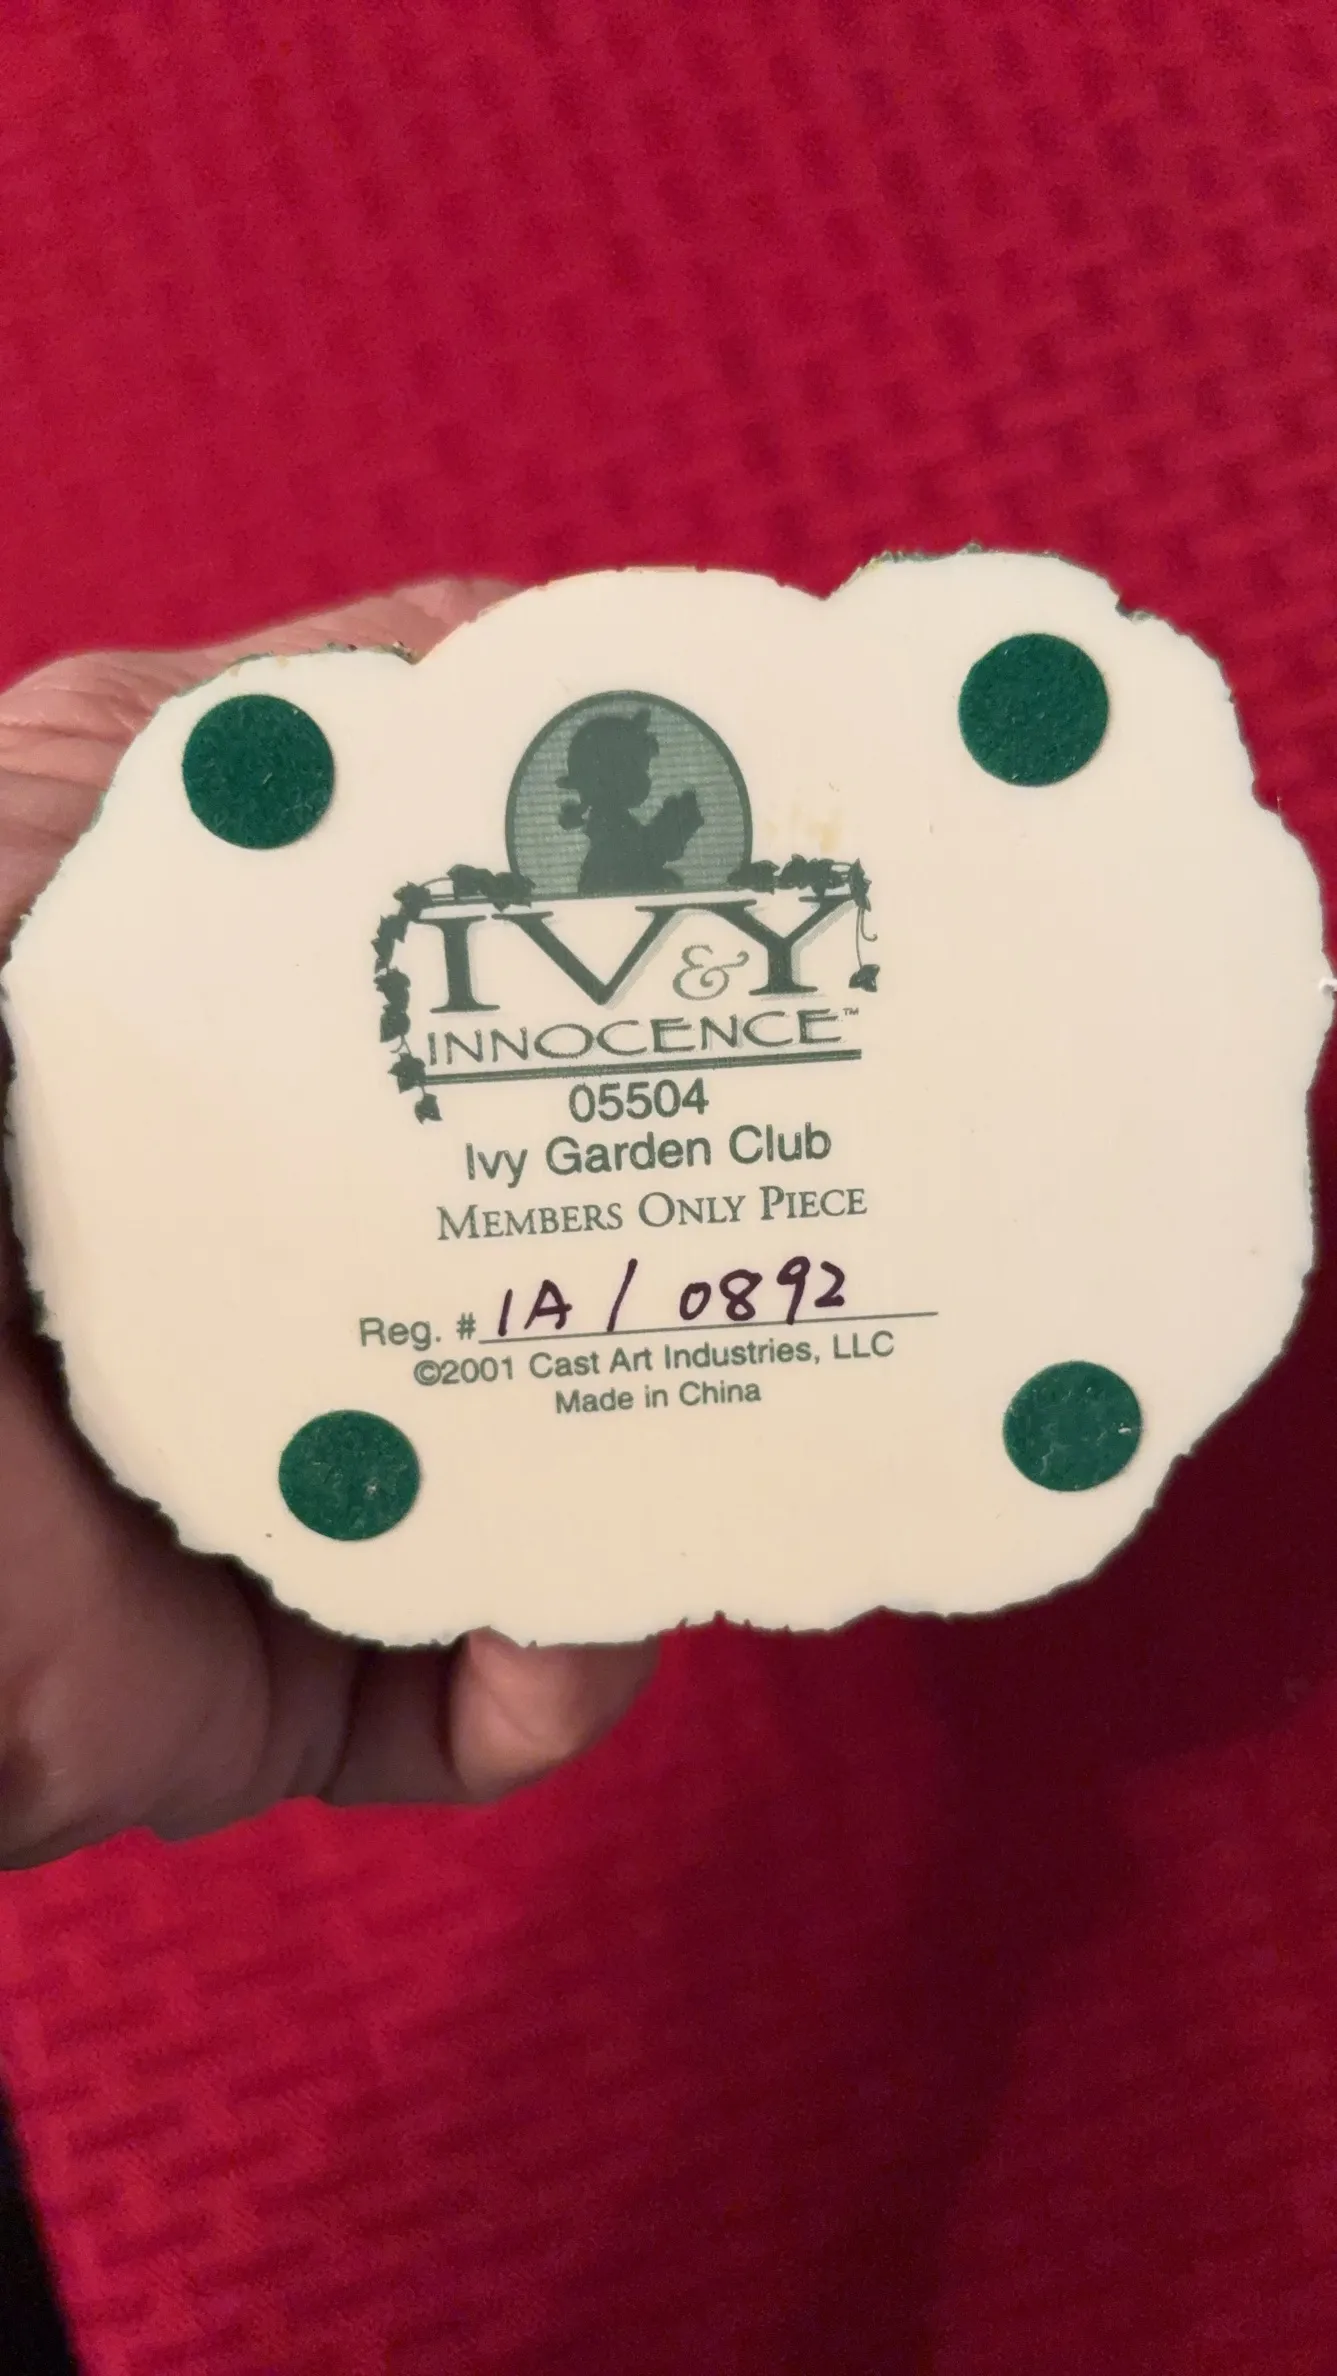 IVY &
INNOCENCE™
05504
Ivy Garden Club
MEMBERS ONLY PIECE
Reg. # 1A / 0892
©2001 Cast Art Industries, LLC
Made in China